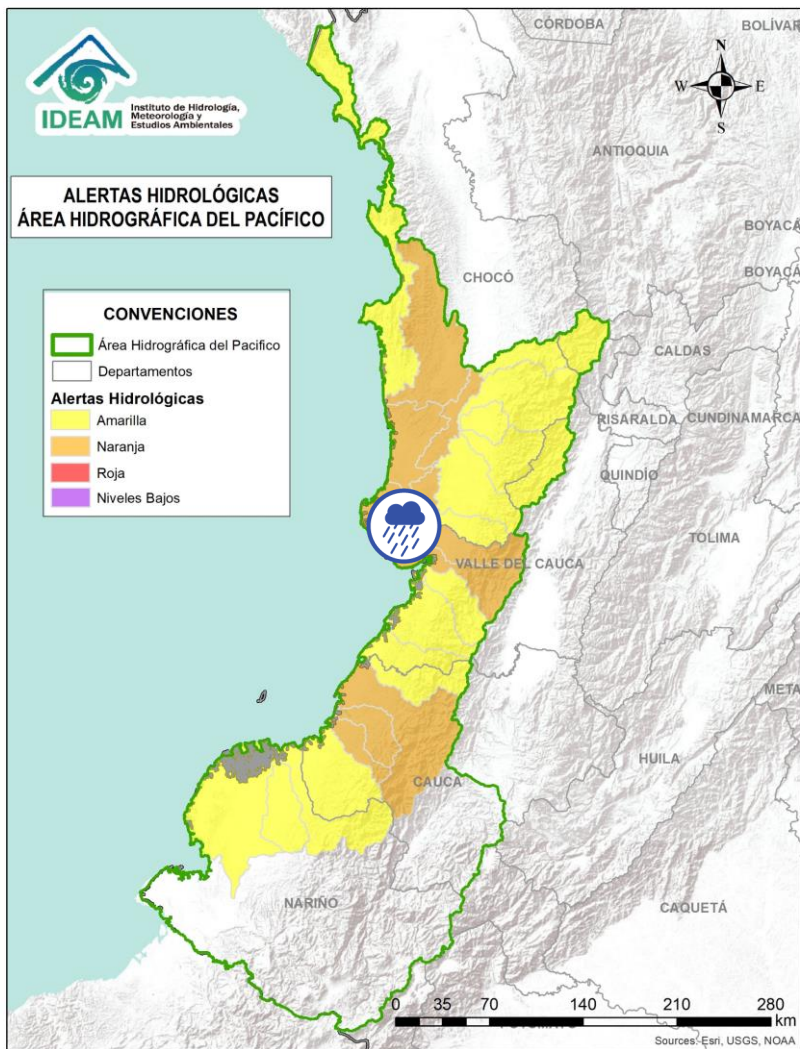 CÓRDOBA
BOLÍVAR
IDEAM
Instituto de Hidrología,
Meteorología y
Estudios Ambientales
N
W
E
S
ANTIOQUIA
ALERTAS HIDROLÓGICAS
ÁREA HIDROGRÁFICA DEL PACÍFICO
BOYACÁ
BOYACÁ
CHOCÓ
CONVENCIONES
Área Hidrográfica del Pacifico
Departamentos
Alertas Hidrológicas
Amarilla
Naranja
Roja
Niveles Bajos
CALDAS
RISARALDA
CUNDINAMARCA
QUINDÍO
TOLIMA
VALLE DEL CAUCA
META
HUILA
CAUCA
NARIÑO
CAQUETÁ
0 35 70 140 210 280
km
Sources: Esri, USGS, NOAA